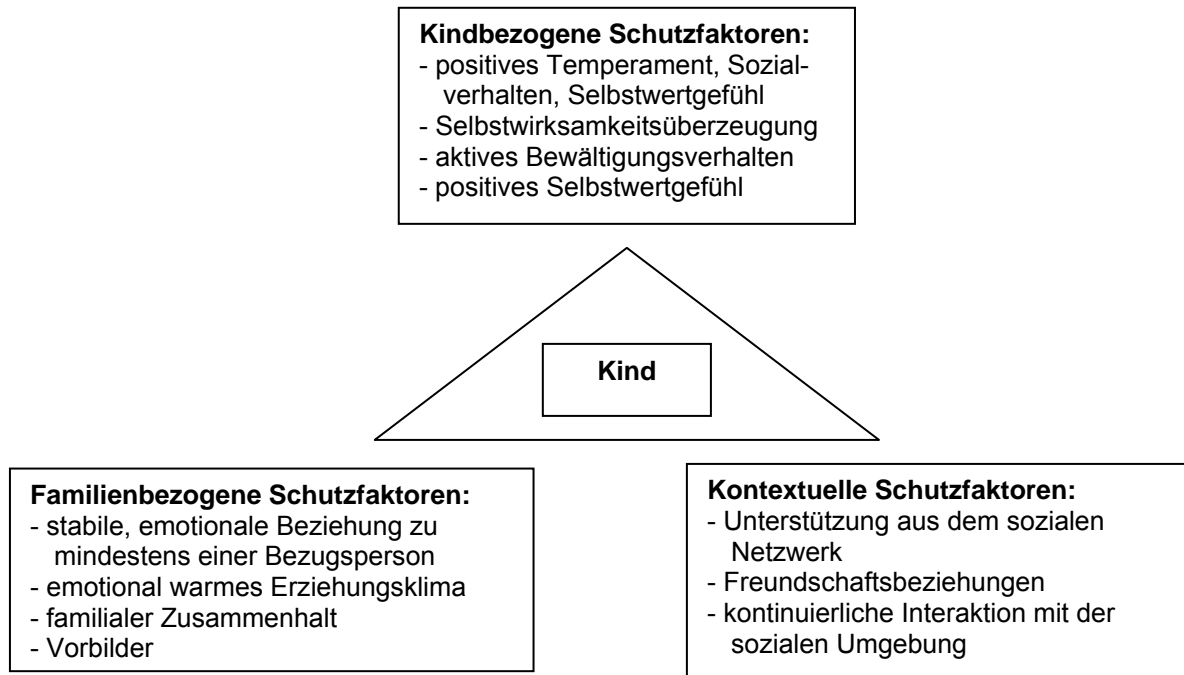 Kindbezogene Schutzfaktoren:
- positives Temperament, Sozial-
verhalten, Selbstwertgefühl
- Selbstwirksamkeitsüberzeugung
- aktives Bewältigungsverhalten
- positives Selbstwertgefühl
Kind
Familienbezogene Schutzfaktoren:
- stabile, emotionale Beziehung zu
mindestens einer Bezugsperson
- emotional warmes Erziehungsklima
- familialer Zusammenhalt
- Vorbilder
Kontextuelle Schutzfaktoren:
- Unterstützung aus dem sozialen
Netzwerk
- Freundschaftsbeziehungen
- kontinuierliche Interaktion mit der
sozialen Umgebung